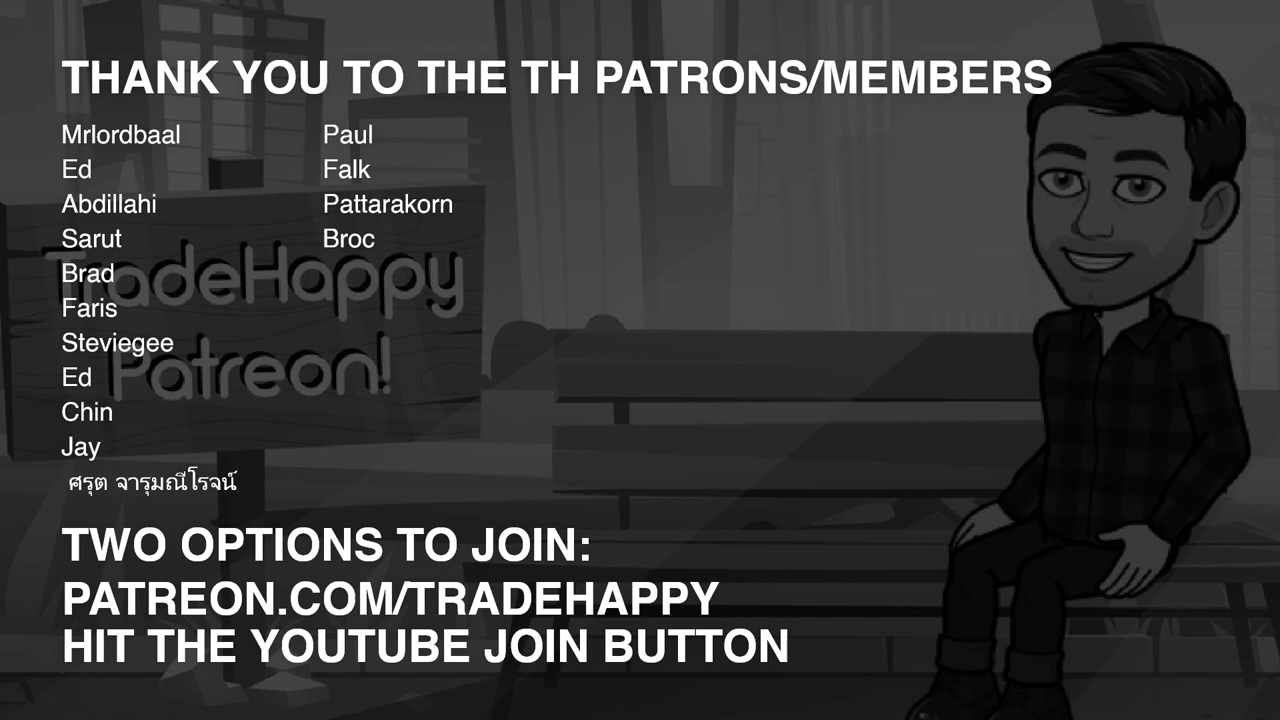 THANK YOU TO THE TH PATRONS/MEMBERS
Mrlordbaal
Ed
Abdillahi
Sarut
Brad
Faris
Steviegee
Ed
Chin
Jay
ศรุต จารุมณีโรจน์
Paul
Falk
Pattarakorn
Broc
TradeHappy
Patreon!
TWO OPTIONS TO JOIN:
PATREON.COM/TRADEHAPPY
HIT THE YOUTUBE JOIN BUTTON